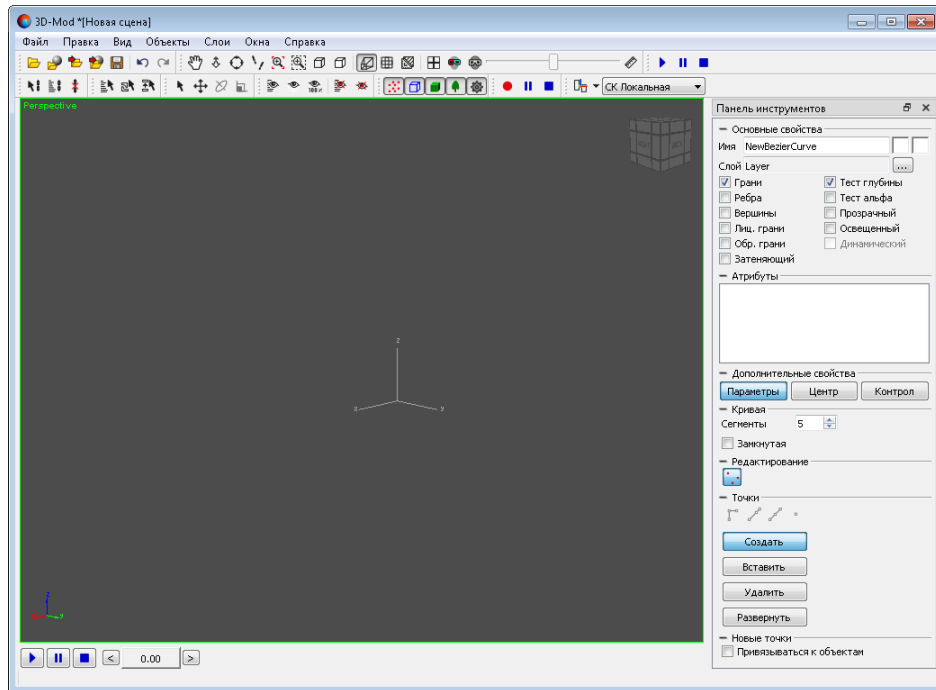 3D-Mod *[Новая сцена]
Файл Правка Вид Объекты Слои Окна Справка
100%
СК Локальная
Perspective
Панель инструментов
Основные свойства
Имя NewBezierCurve
Слой Layer ...
Грани Тест глубины
Ребра Тест альфа
Вершины Прозрачный
Лиц. грани Освещенный
Обр. грани Динамический
Затеняющий
Атрибуты
z
x y
Дополнительные свойства
Параметры Центр Контрол
Кривая
Сегменты 5
Замкнутая
Редактирование
Точки
Создать
Вставить
Удалить
Развернуть
Новые точки
Привязываться к объектам
z
x y
< 0.00 >